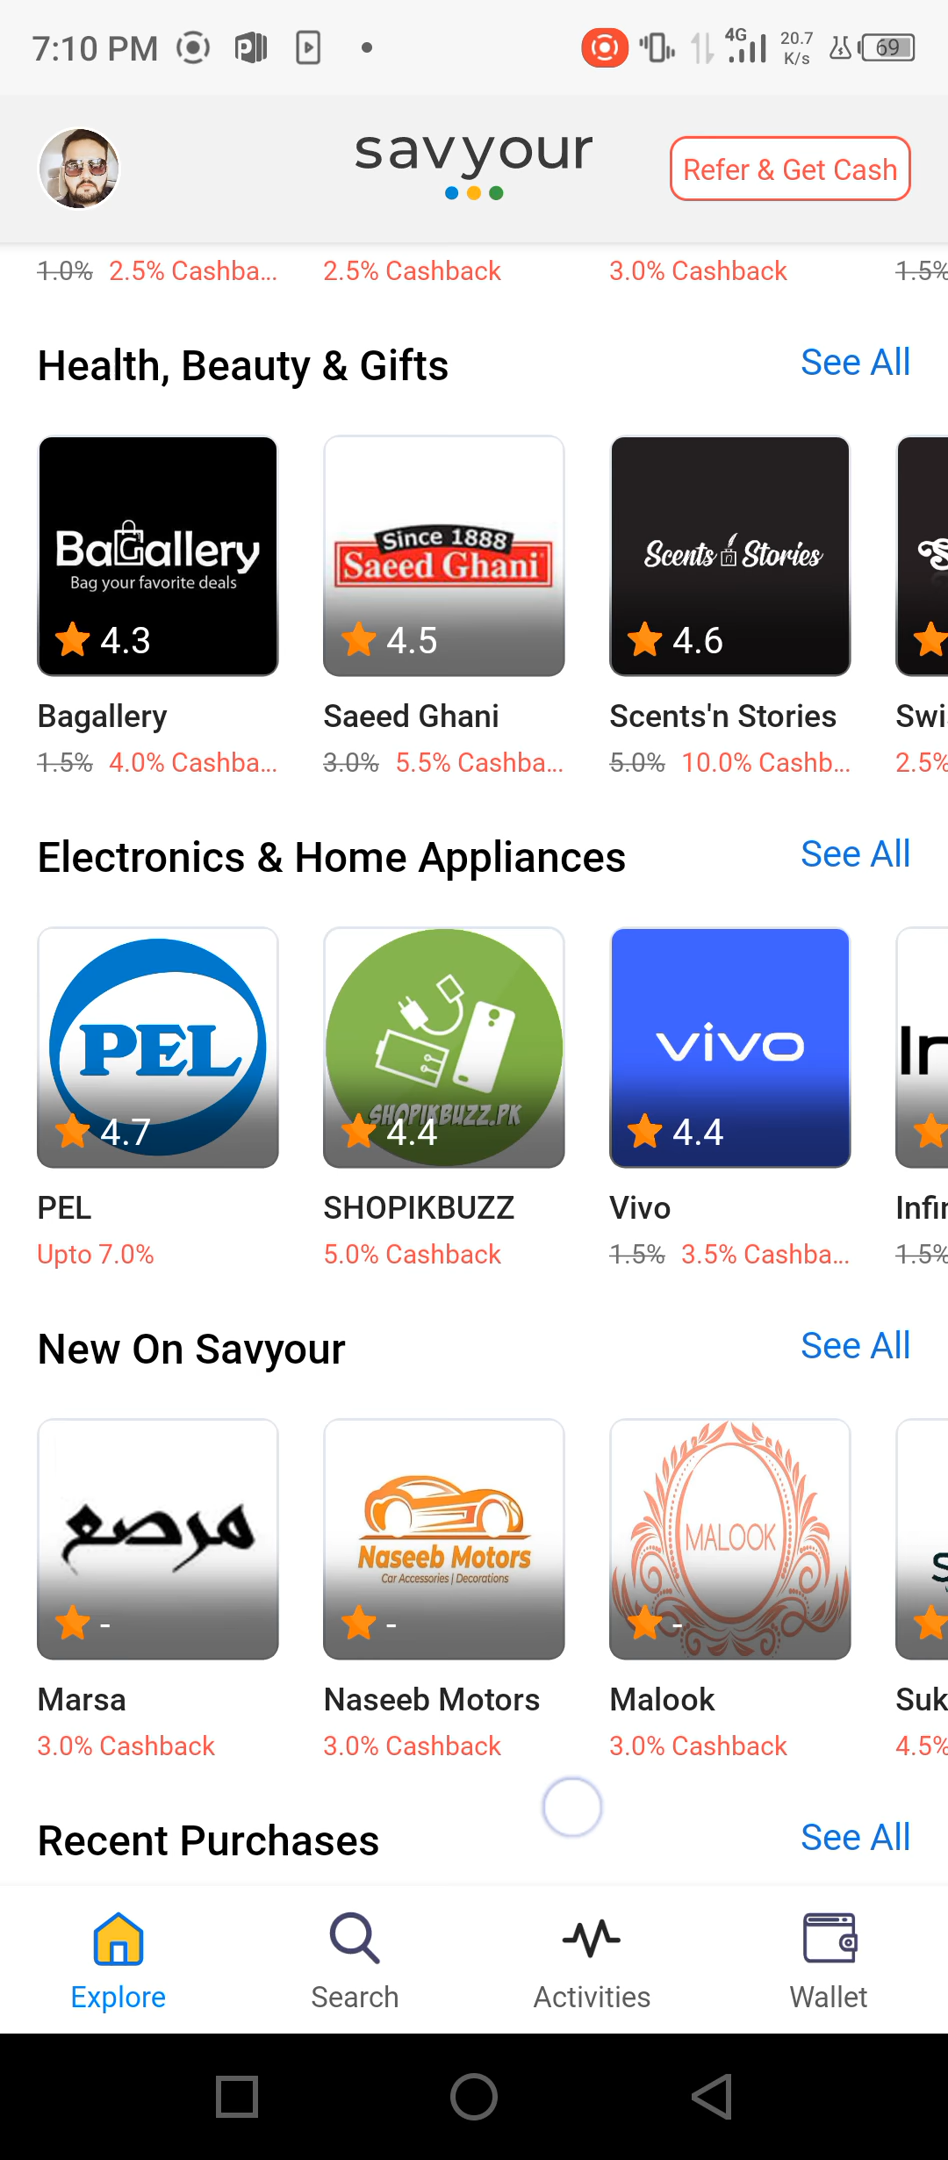 7:10 PM 4G 20.7 K/s 69
savyour
Refer & Get Cash
1.0% 2.5% Cashba... 2.5% Cashback 3.0% Cashback 1.5%
Health, Beauty & Gifts See All
BaGallery
Bag your favorite deals
4.3
Since 1888
Saeed Ghani
4.5
Scents n Stories
4.6
Bagallery Saeed Ghani Scents'n Stories Swi
1.5% 4.0% Cashba... 3.0% 5.5% Cashba... 5.0% 10.0% Cashb... 2.5%
Electronics & Home Appliances See All
PEL
4.7
SHOPIKBUZZ.PK
4.4
vivo
4.4
In
PEL SHOPIKBUZZ Vivo Infin
Upto 7.0% 5.0% Cashback 1.5% 3.5% Cashba... 1.5%
New On Savyour See All
مرصع
-
Naseeb Motors
Car Accessories | Decorations
-
MALOOK
-
S
Marsa Naseeb Motors Malook Suk
3.0% Cashback 3.0% Cashback 3.0% Cashback 4.5%
Recent Purchases See All
Explore Search Activities Wallet